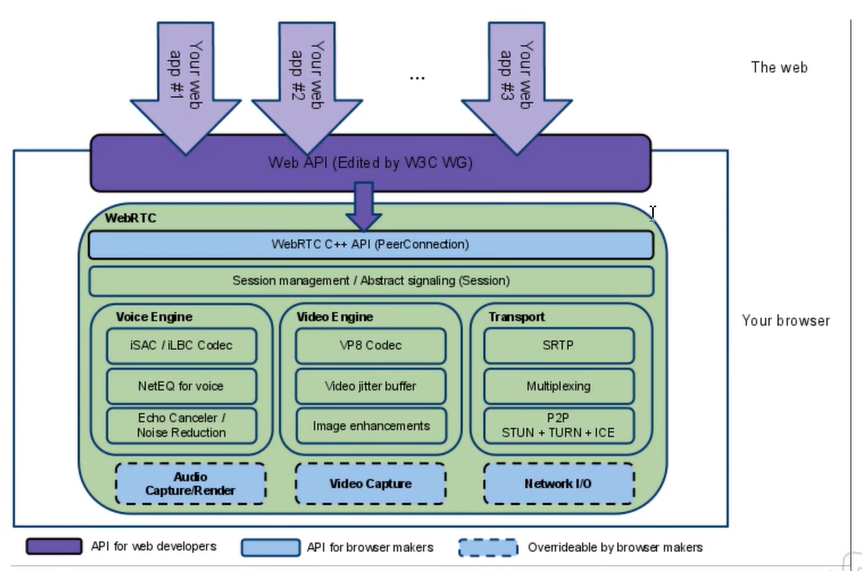 Your web
app #1
Your web
app #2
...
Your web
app #3
The web
Web API (Edited by W3C WG)
WebRTC
WebRTC C++ API (PeerConnection)
Session management / Abstract signaling (Session)
Your browser
Voice Engine
iSAC / iLBC Codec
NetEQ for voice
Echo Canceler /
Noise Reduction
Video Engine
VP8 Codec
Video jitter buffer
Image enhancements
Transport
SRTP
Multiplexing
P2P
STUN + TURN + ICE
Audio
Capture/Render
Video Capture
Network I/O
API for web developers
API for browser makers
Overrideable by browser makers